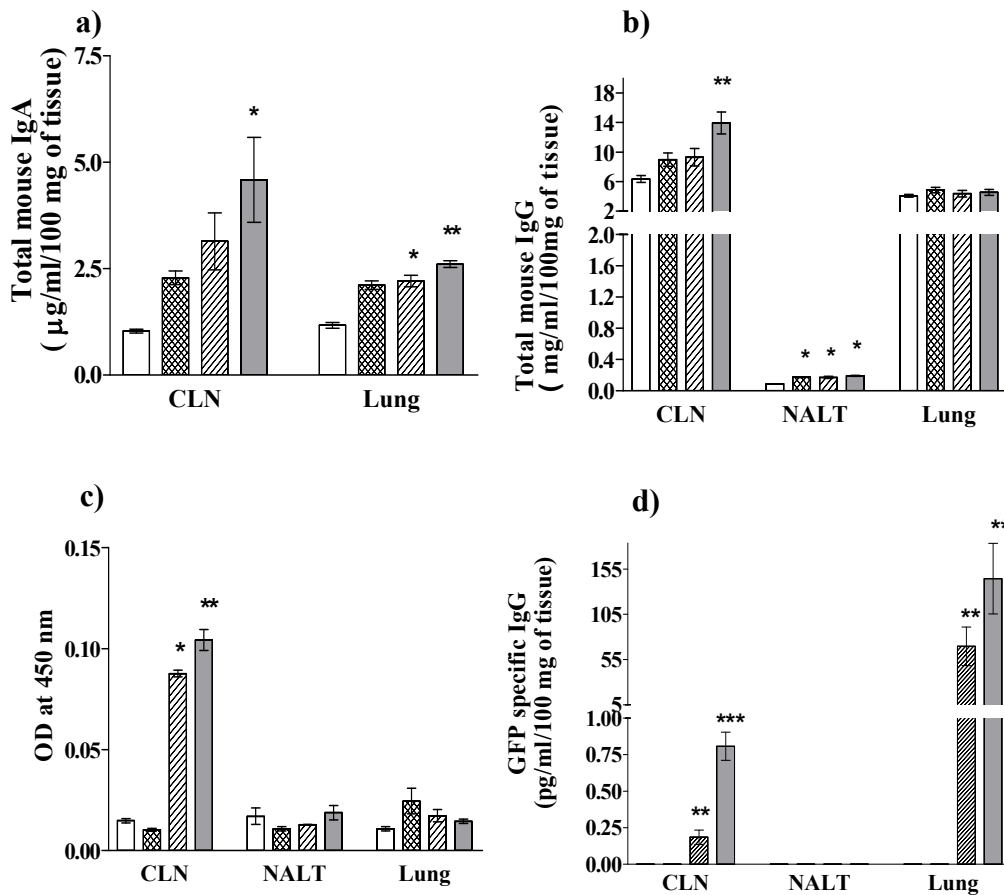 a)
Total mouse IgA
( µg/ml/100 mg of tissue)
7.5
5.0
2.5
0.0
*
*
**
CLN Lung
b)
Total mouse IgG
( mg/ml/100mg of tissue)
18
14
10
6
2
2.0
1.6
1.2
0.8
0.4
0.0
**
* * *
CLN NALT Lung
c)
OD at 450 nm
0.15
0.10
0.05
0.00
*
**
CLN NALT Lung
d)
GFP specific IgG
(pg/ml/100 mg of tissue)
155
105
55
5
1.00
0.75
0.50
0.25
0.00
**
***
**
**
CLN NALT Lung